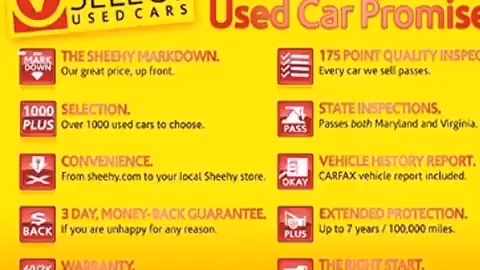 SELECT
USED CARS
Used Car Promise
MARK
DOWN
THE SHEEHY MARKDOWN.
Our great price, up front.
175 POINT QUALITY INSPEC
Every car we sell passes.
1000
PLUS
SELECTION.
Over 1000 used cars to choose.
PASS
STATE INSPECTIONS.
Passes both Maryland and Virginia.
CONVENIENCE.
From sheehy.com to your local Sheehy store.
OKAY
VEHICLE HISTORY REPORT.
CARFAX vehicle report included.
$
BACK
3 DAY, MONEY-BACK GUARANTEE.
If you are unhappy for any reason.
PLUS
EXTENDED PROTECTION.
Up to 7 years / 100,000 miles.
WARRANTY.
THE RIGHT START.